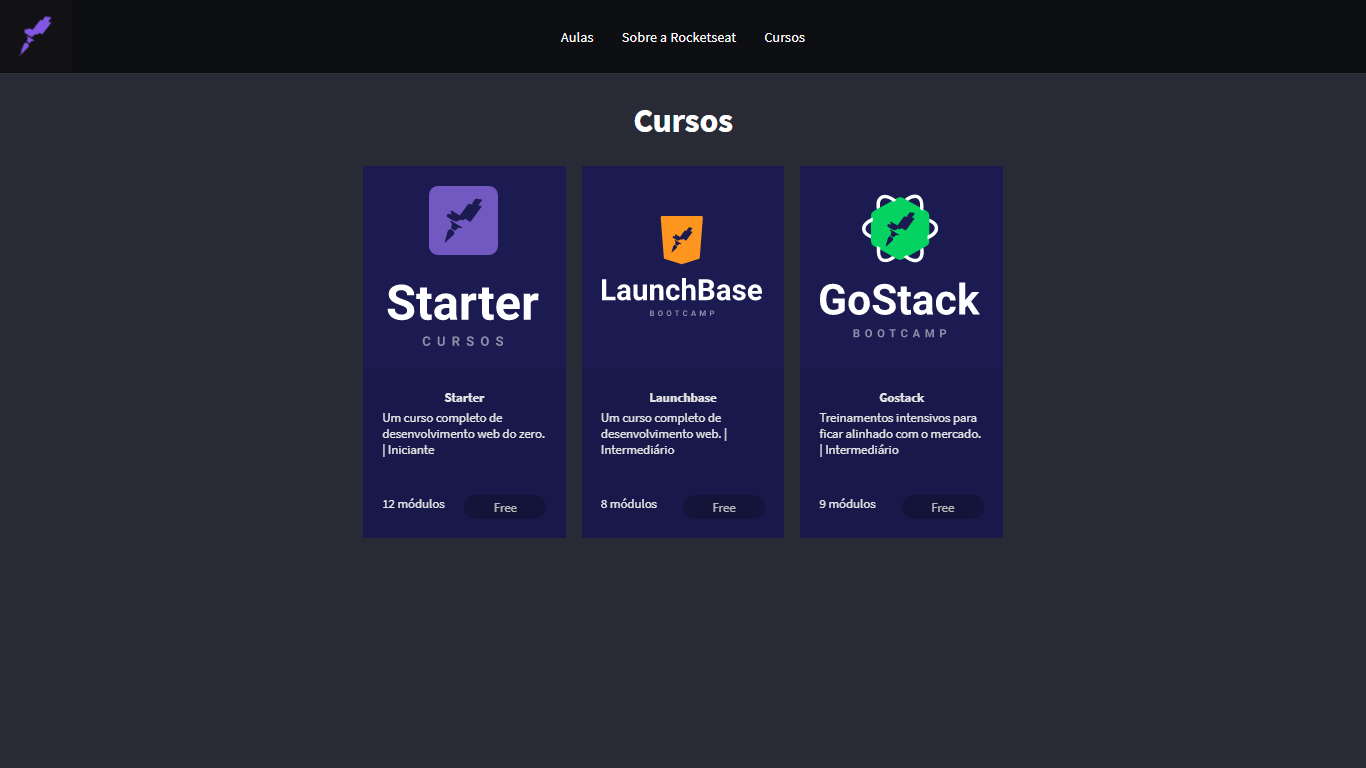 Aulas
Sobre a Rocketseat
Cursos
Cursos
Starter
CURSOS
Starter
Um curso completo de
desenvolvimento web do zero.
| Iniciante
12 módulos
Free
LaunchBase
BOOTCAMP
Launchbase
Um curso completo de
desenvolvimento web. |
Intermediário
8 módulos
Free
GoStack
BOOTCAMP
Gostack
Treinamentos intensivos para
ficar alinhado com o mercado.
| Intermediário
9 módulos
Free